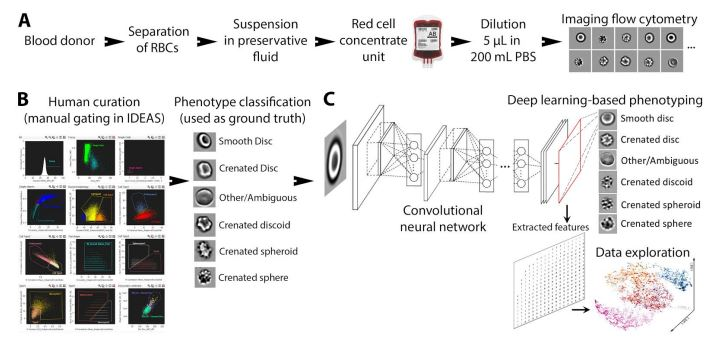 A
Blood donor
Separation
of RBCs
Suspension
in preservative
fluid
Red cell
concentrate
unit
AB
Dilution
5 µL in
200 mL PBS
Imaging flow cytometry
...
B
Human curation
(manual gating in IDEAS)
Phenotype classification
(used as ground truth)
Smooth Disc
Crenated Disc
Other/Ambiguous
Crenated discoid
Crenated spheroid
Crenated sphere
C
Deep learning-based phenotyping
Smooth disc
Crenated disc
Other/Ambiguous
Crenated discoid
Crenated spheroid
Crenated sphere
...
Convolutional
neural network
Extracted features
Data exploration